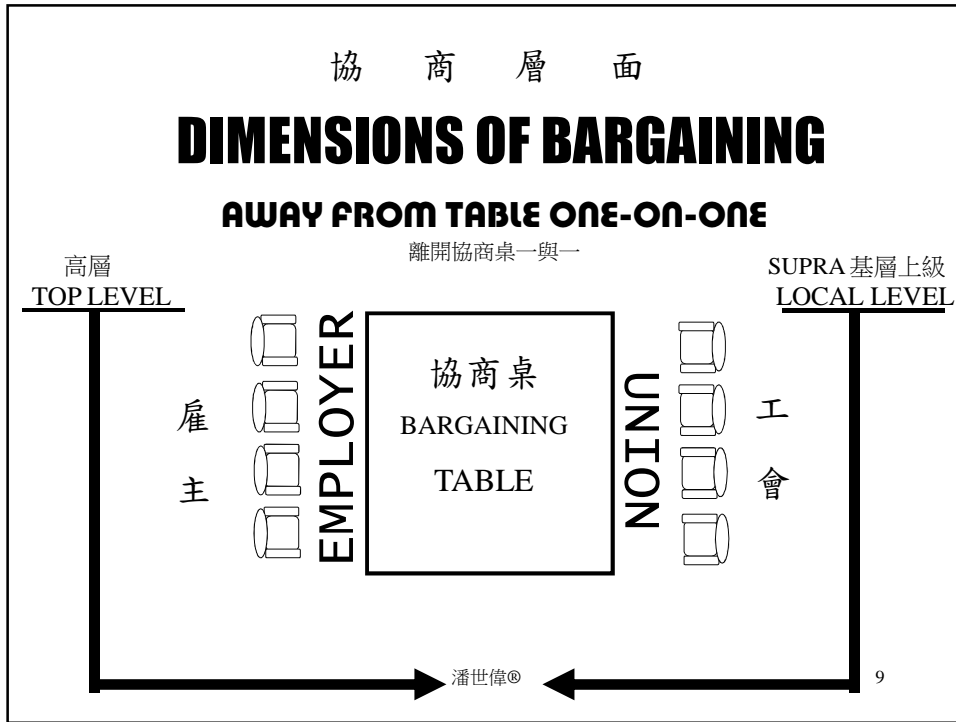 協 商 層 面
DIMENSIONS OF BARGAINING
AWAY FROM TABLE ONE-ON-ONE
離開協商桌一與一
高層
TOP LEVEL
SUPRA 基層上級
LOCAL LEVEL
雇主
EMPLOYER
協商桌
BARGAINING
TABLE
UNION
工會
潘世偉®
9